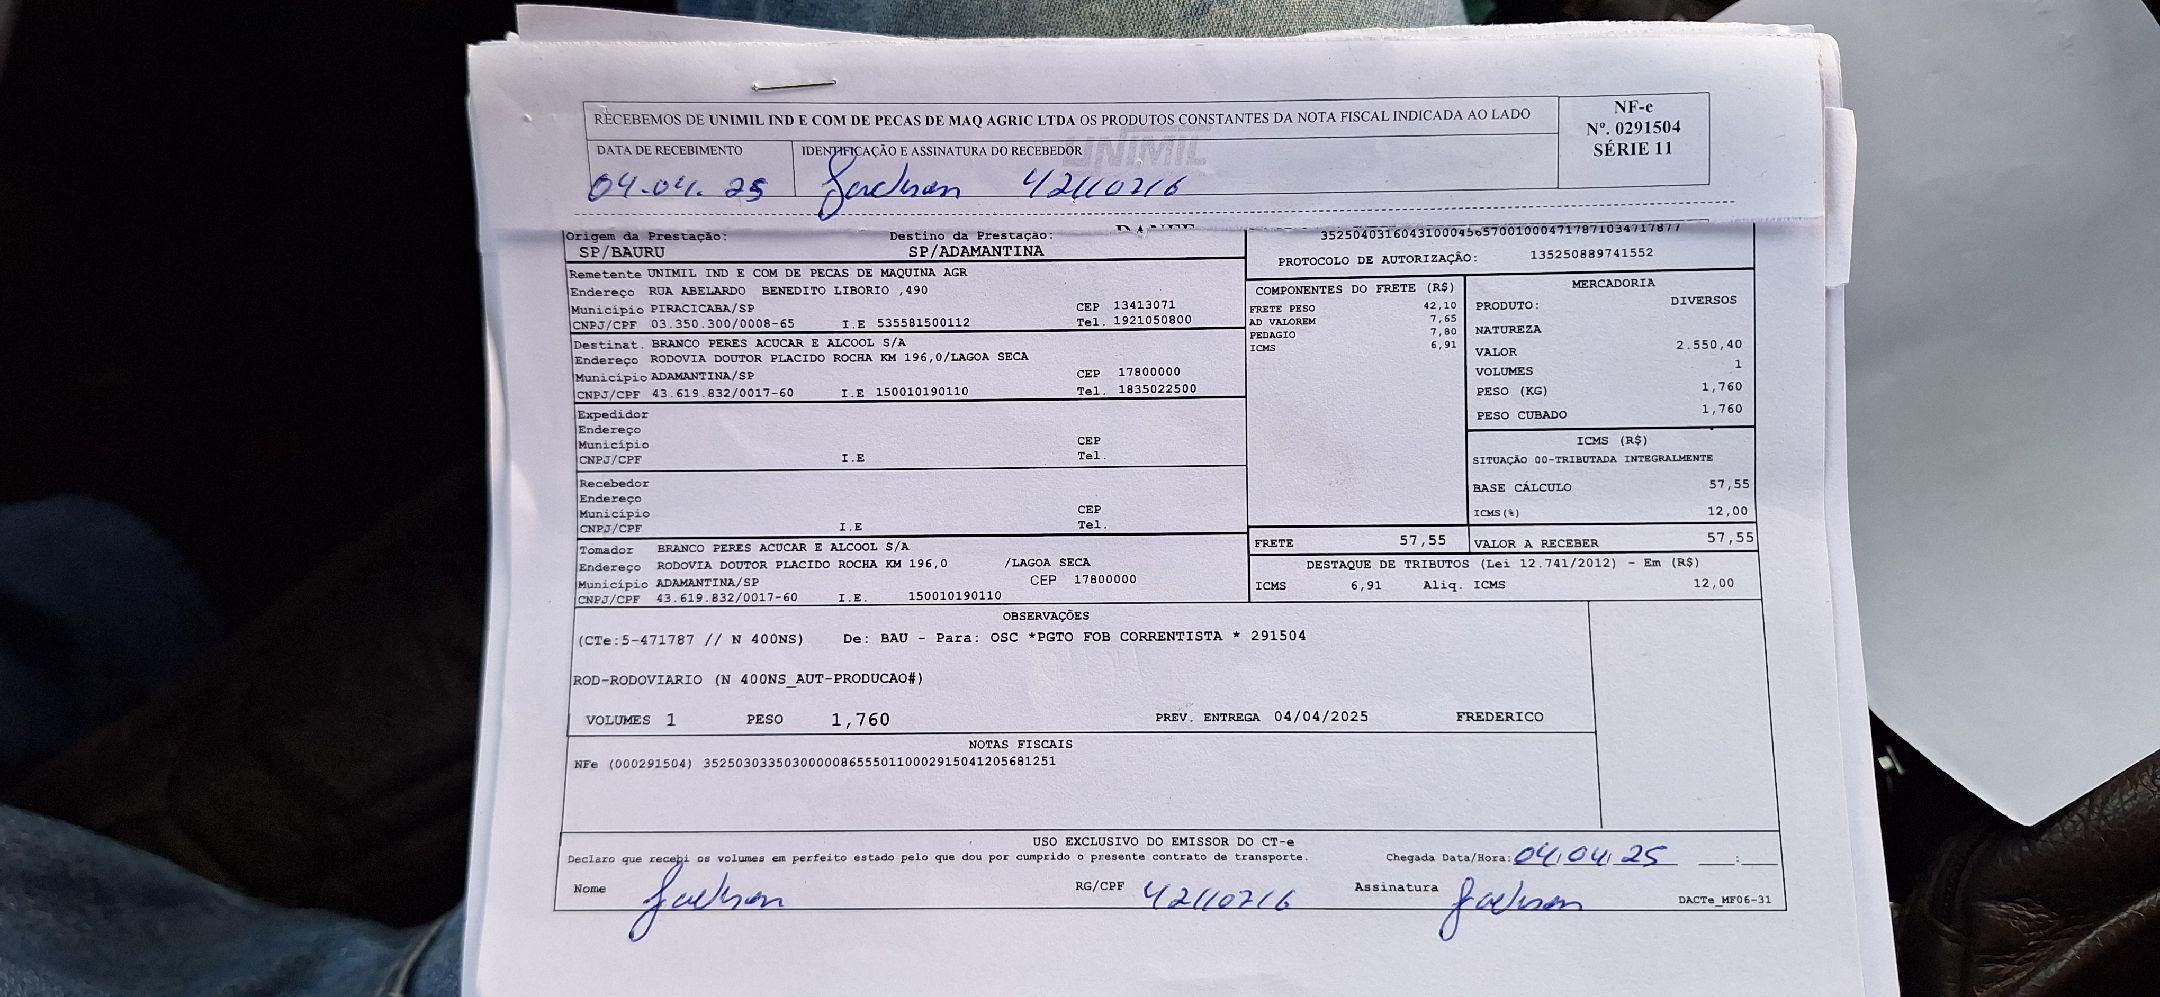 RECEBEMOS DE UNIMIL IND E COM DE PECAS DE MAQ AGRIC LTDA OS PRODUTOS CONSTANTES DA NOTA FISCAL INDICADA AO LADO
NF-e
Nº. 0291504
SÉRIE 11
DATA DE RECEBIMENTO
IDENTIFICAÇÃO E ASSINATURA DO RECEBEDOR
UNIMIL
04.04.25 Jackson 42110216
Origem da Prestação: Destino da Prestação:
SP/BAURU SP/ADAMANTINA
PROTOCOLO DE AUTORIZAÇÃO: 135250889741552
Remetente UNIMIL IND E COM DE PECAS DE MAQUINA AGR
Endereço RUA ABELARDO BENEDITO LIBORIO ,490
Município PIRACICABA/SP CEP 13413071
CNPJ/CPF 03.350.300/0008-65 I.E 535581500112 Tel. 1921050800
Destinat. BRANCO PERES ACUCAR E ALCOOL S/A
Endereço RODOVIA DOUTOR PLACIDO ROCHA KM 196,0/LAGOA SECA
Município ADAMANTINA/SP CEP 17800000
CNPJ/CPF 43.619.832/0017-60 I.E 150010190110 Tel. 1835022500
Expedidor
Endereço
Município CEP
CNPJ/CPF I.E Tel.
Recebedor
Endereço
Município CEP
CNPJ/CPF I.E Tel.
Tomador BRANCO PERES ACUCAR E ALCOOL S/A
Endereço RODOVIA DOUTOR PLACIDO ROCHA KM 196,0 /LAGOA SECA
Município ADAMANTINA/SP CEP 17800000
CNPJ/CPF 43.619.832/0017-60 I.E. 150010190110
COMPONENTES DO FRETE (R$)
FRETE PESO 42,10
AD VALOREM 7,65
PEDAGIO 7,80
ICMS 6,91
MERCADORIA
PRODUTO: DIVERSOS
NATUREZA
VALOR 2.550,40
VOLUMES 1
PESO (KG) 1,760
PESO CUBADO 1,760
ICMS (R$)
SITUAÇÃO 00-TRIBUTADA INTEGRALMENTE
BASE CÁLCULO 57,55
ICMS(%) 12,00
FRETE 57,55 VALOR A RECEBER 57,55
DESTAQUE DE TRIBUTOS (Lei 12.741/2012) - Em (R$)
ICMS 6,91 Aliq. ICMS 12,00
OBSERVAÇÕES
(CTe:5-471787 // N 400NS) De: BAU - Para: OSC *PGTO FOB CORRENTISTA * 291504
ROD-RODOVIARIO (N 400NS_AUT-PRODUCAO#)
VOLUMES 1 PESO 1,760 PREV. ENTREGA 04/04/2025 FREDERICO
NOTAS FISCAIS
NFe (000291504) 35250303350300000865550110002915041205681251
USO EXCLUSIVO DO EMISSOR DO CT-e
Declaro que recebi os volumes em perfeito estado pelo que dou por cumprido o presente contrato de transporte. Chegada Data/Hora: 04/04/25 :
Nome Jackson RG/CPF 42110216 Assinatura Jackson
DACTe_MF06-31